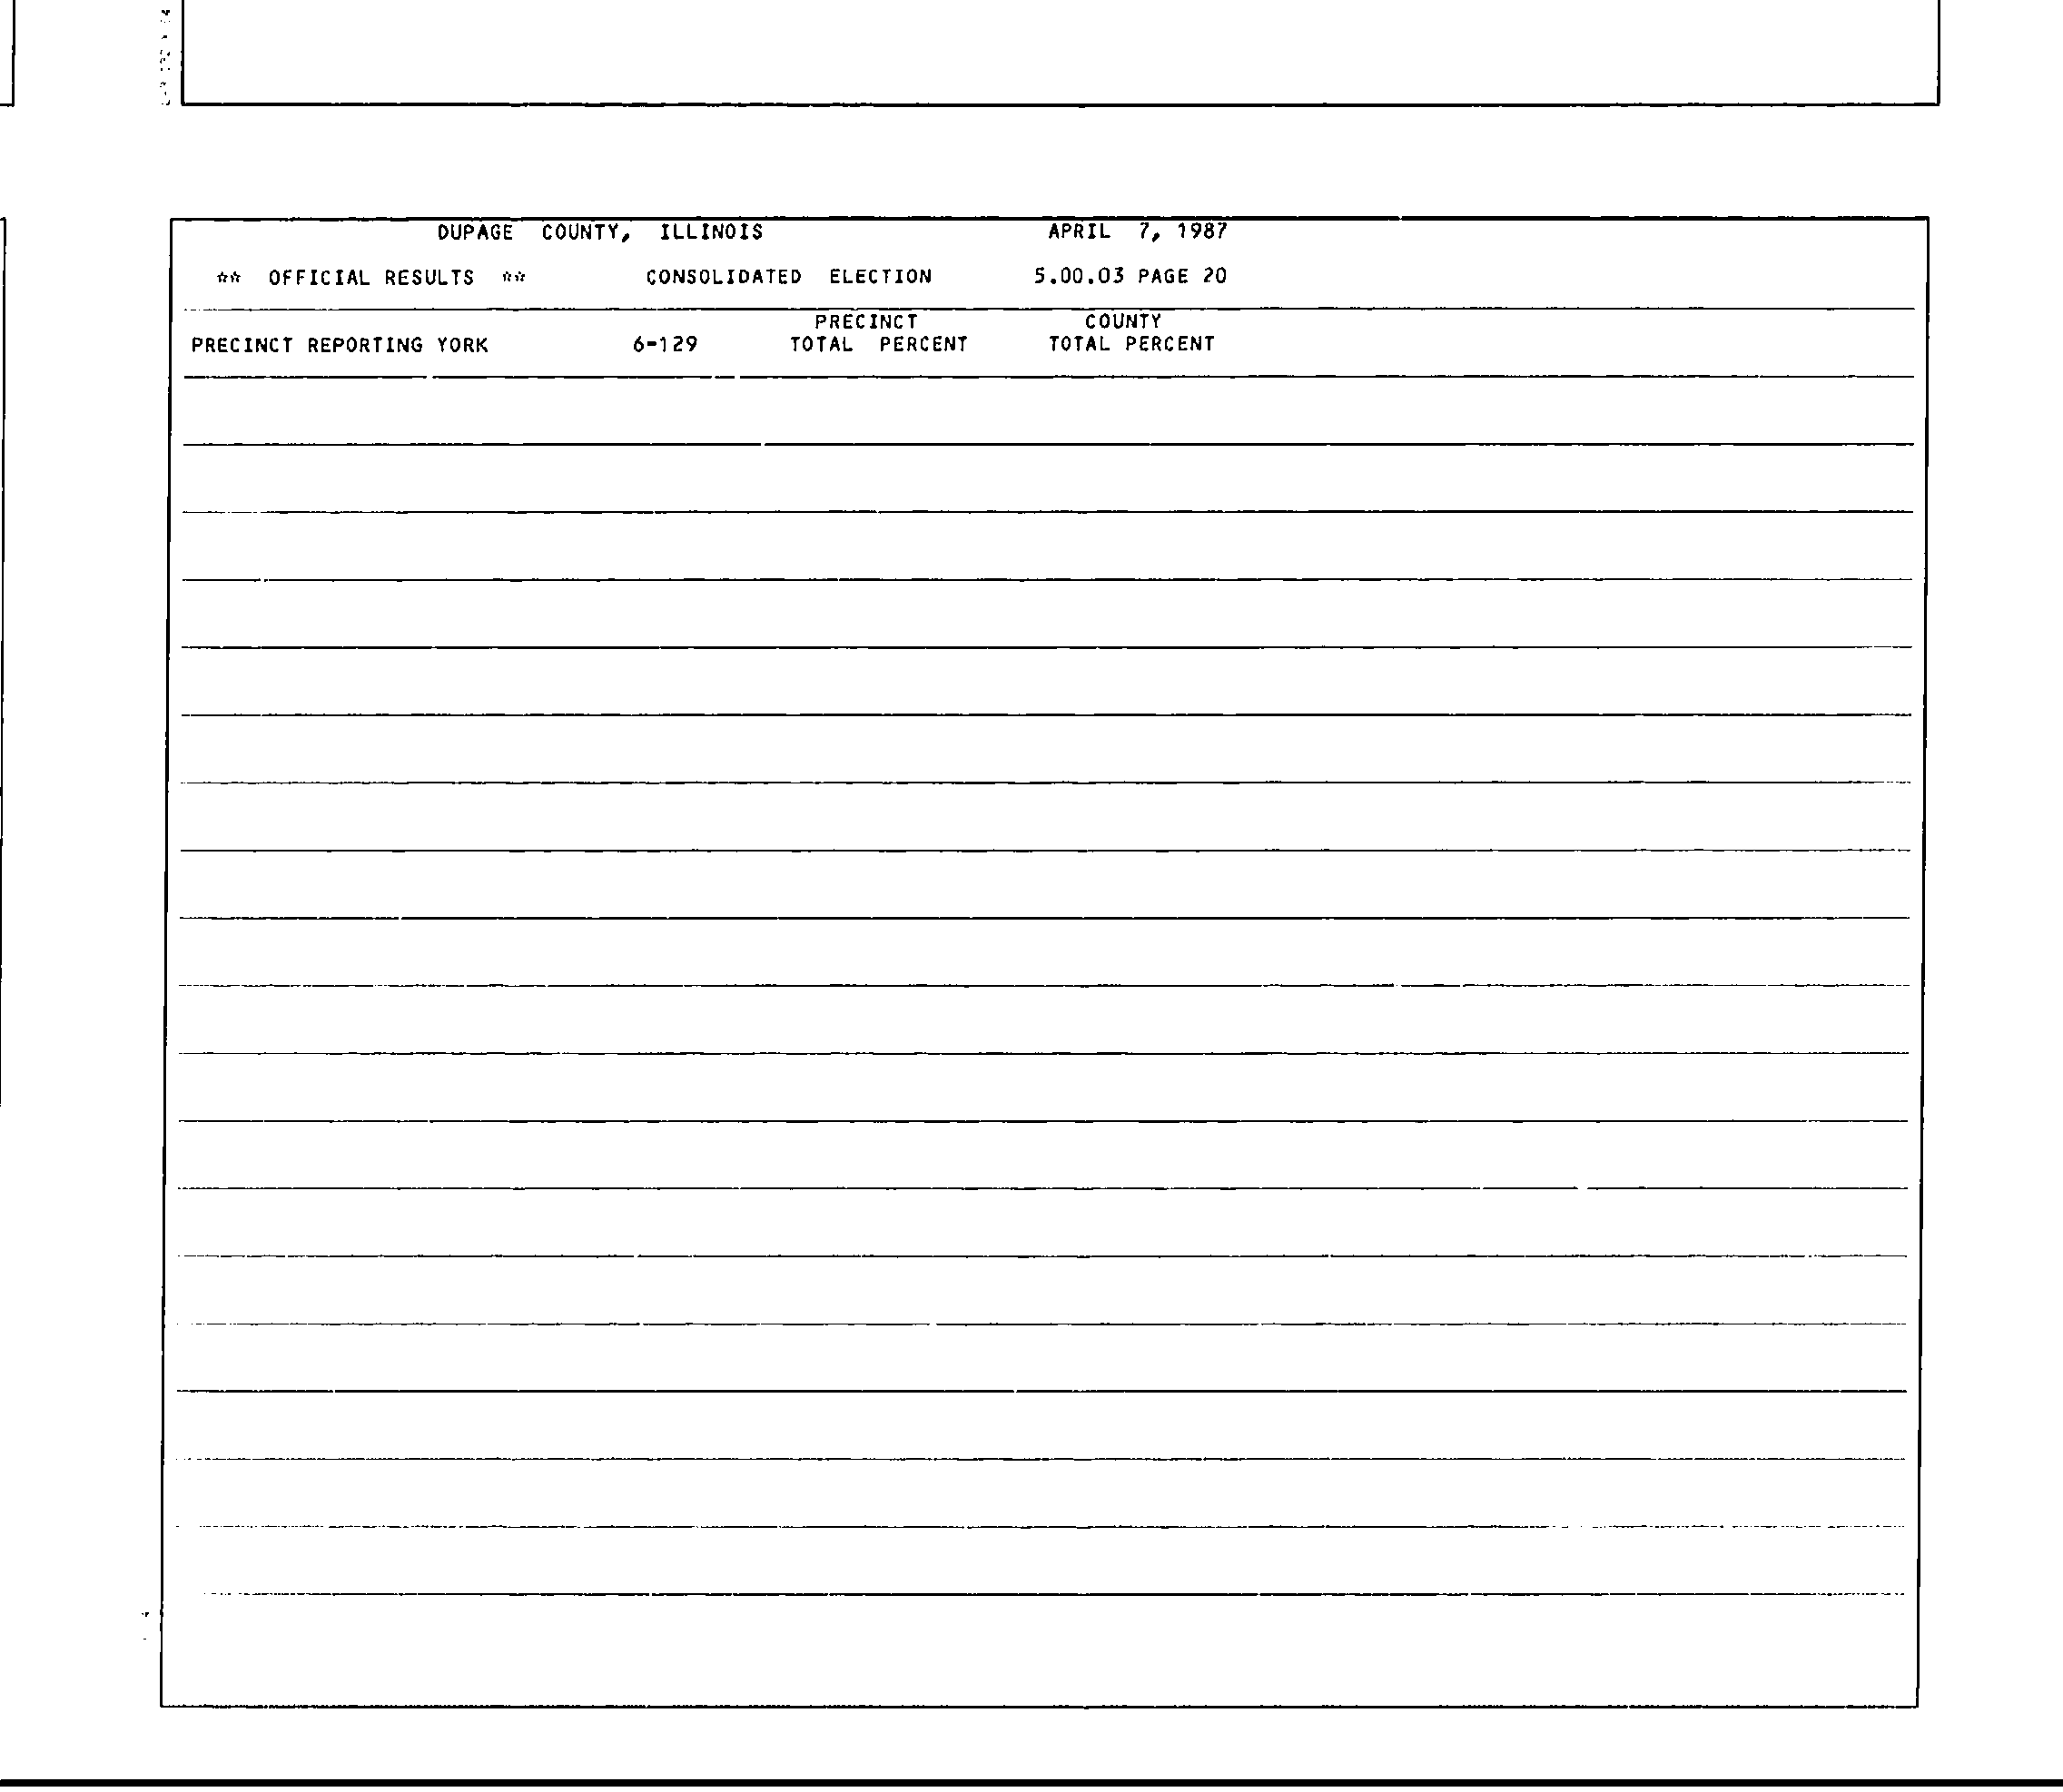 DUPAGE COUNTY, ILLINOIS APRIL 7, 1987
** OFFICIAL RESULTS ** CONSOLIDATED ELECTION 5.00.03 PAGE 20
PRECINCT COUNTY
PRECINCT REPORTING YORK 6-129 TOTAL PERCENT TOTAL PERCENT